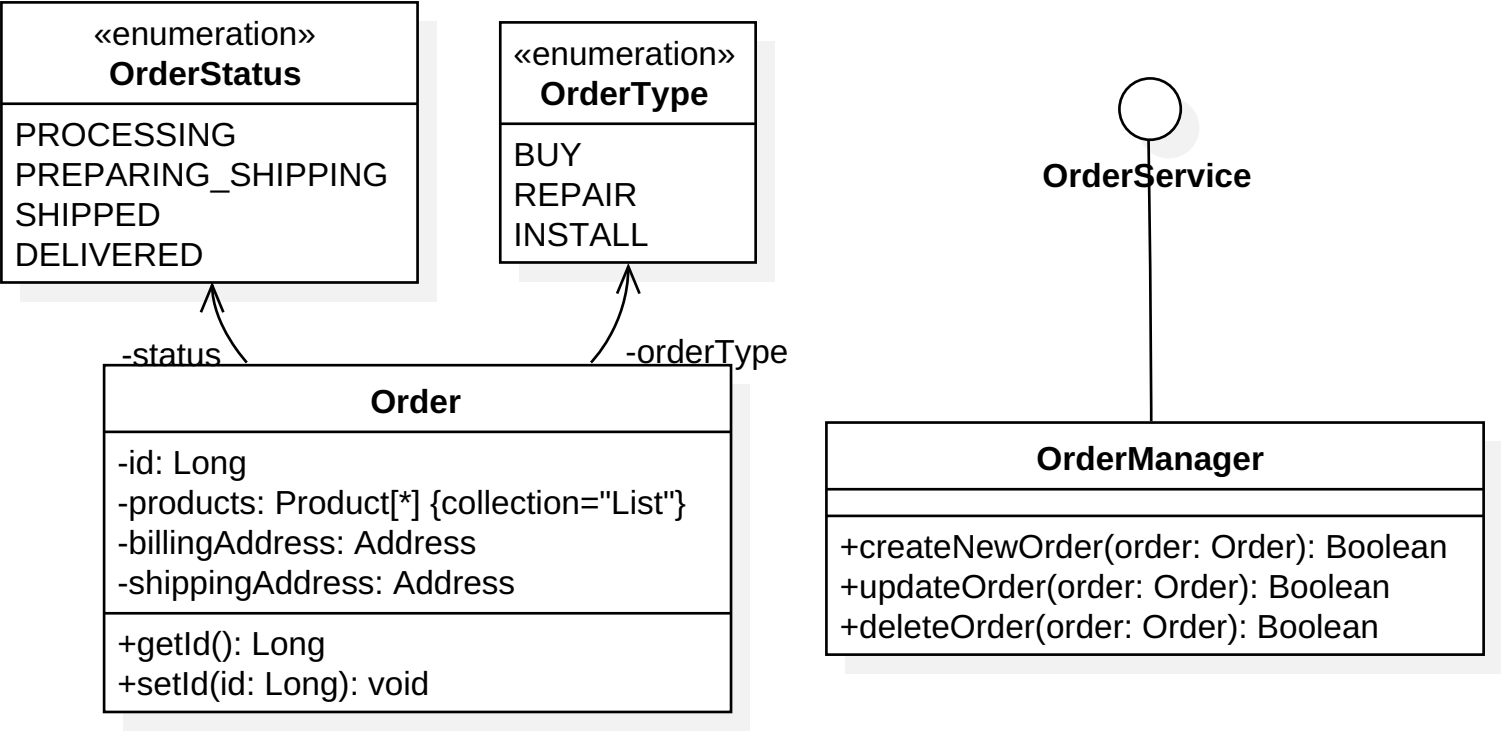 «enumeration»
OrderStatus
PROCESSING
PREPARING_SHIPPING
SHIPPED
DELIVERED
«enumeration»
OrderType
BUY
REPAIR
INSTALL
OrderService
-status
-orderType
Order
-id: Long
-products: Product[*] {collection="List"}
-billingAddress: Address
-shippingAddress: Address
+getId(): Long
+setId(id: Long): void
OrderManager
+createNewOrder(order: Order): Boolean
+updateOrder(order: Order): Boolean
+deleteOrder(order: Order): Boolean